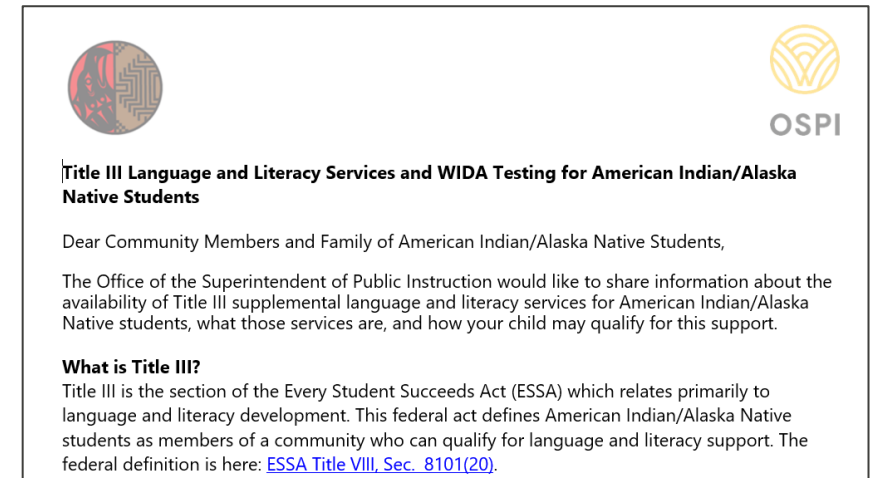 OSPI
Title III Language and Literacy Services and WIDA Testing for American Indian/Alaska
Native Students
Dear Community Members and Family of American Indian/Alaska Native Students,
The Office of the Superintendent of Public Instruction would like to share information about the
availability of Title III supplemental language and literacy services for American Indian/Alaska
Native students, what those services are, and how your child may qualify for this support.
What is Title III?
Title III is the section of the Every Student Succeeds Act (ESSA) which relates primarily to
language and literacy development. This federal act defines American Indian/Alaska Native
students as members of a community who can qualify for language and literacy support. The
federal definition is here: ESSA Title VIII, Sec. 8101(20).